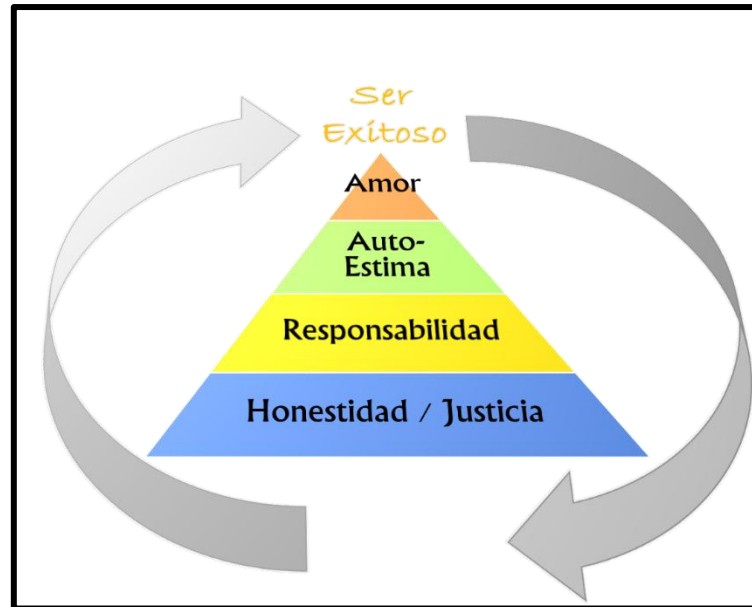 Ser
Exitoso
Amor
Auto-
Estima
Responsabilidad
Honestidad / Justicia